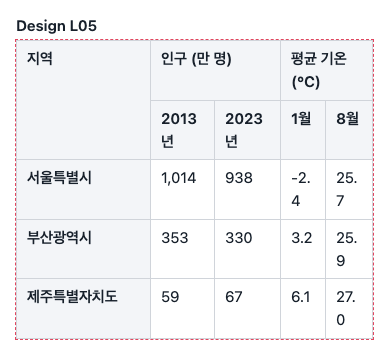 Design L05
지역
인구 (만 명)
평균 기온
(°C)
2013
년
2023
년
1월
8월
서울특별시
1,014
938
-2.
4
25.
7
부산광역시
353
330
3.2
25.
9
제주특별자치도
59
67
6.1
27.
0